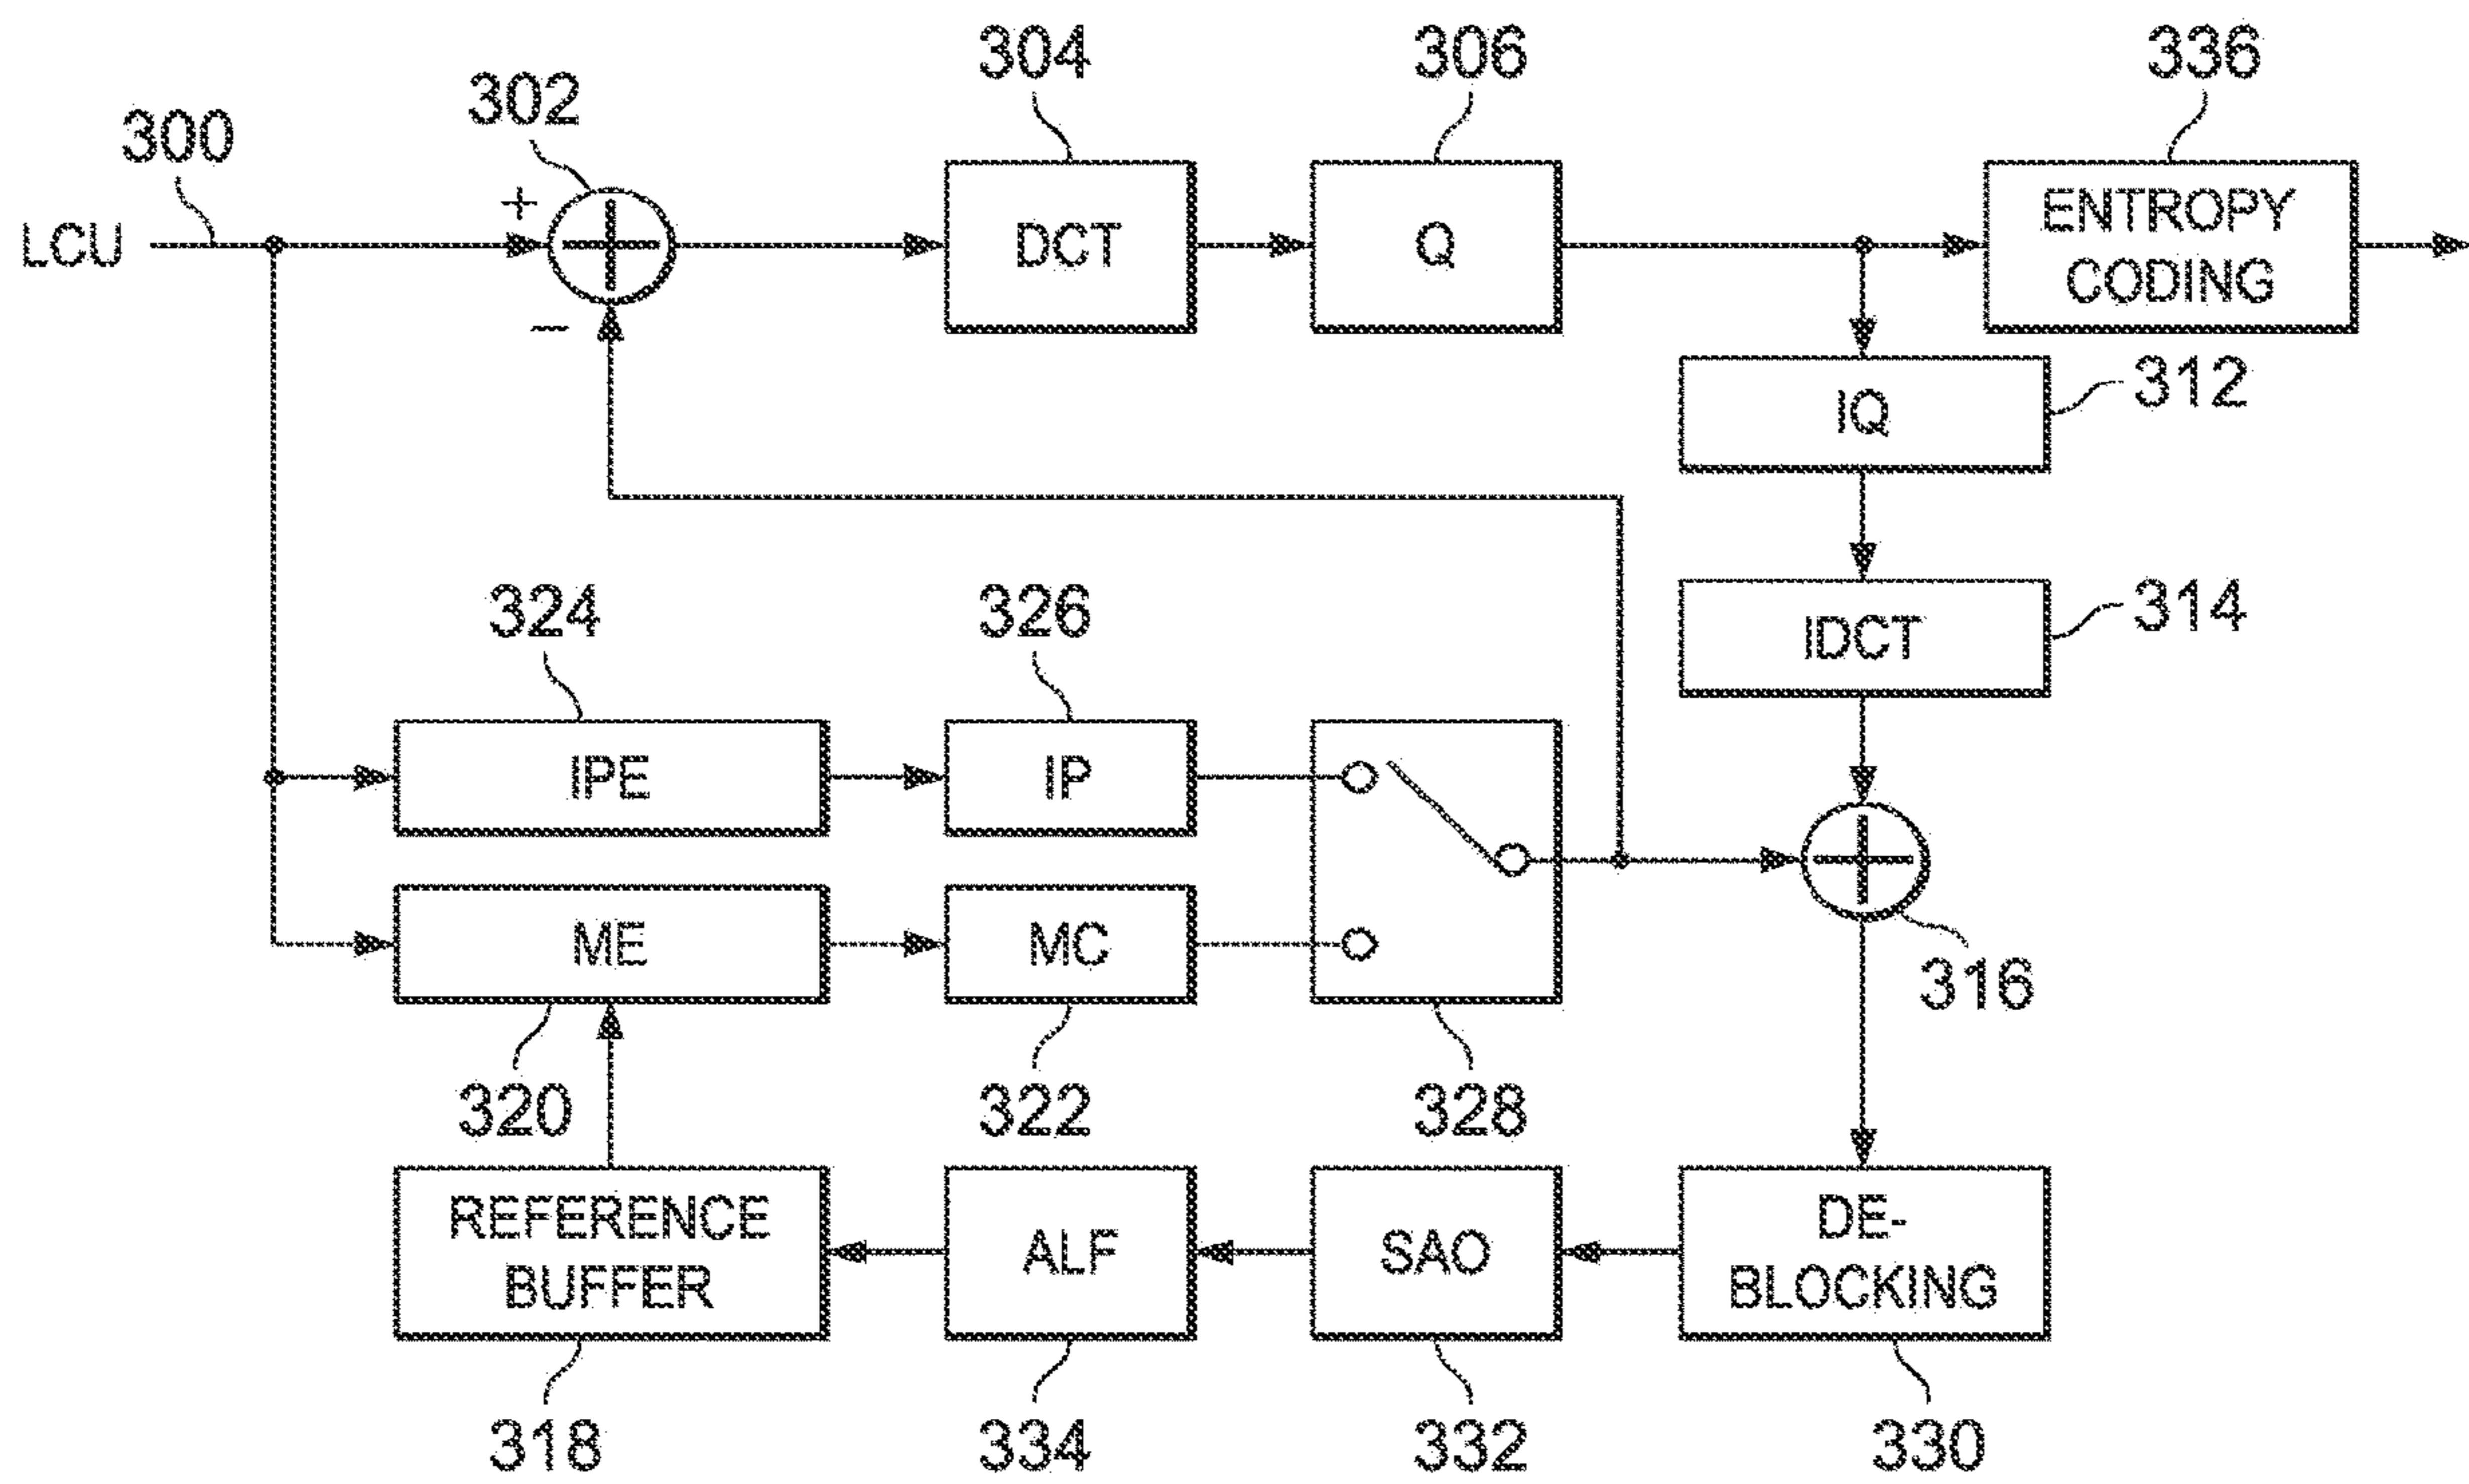 304
306
336
302
300
+
LCU
DCT
Q
ENTROPY
CODING
−
312
IQ
324
326
314
IDCT
IPE
IP
ME
MC
316
320
322
328
REFERENCE
BUFFER
ALF
SAO
DE-
BLOCKING
318
334
332
330